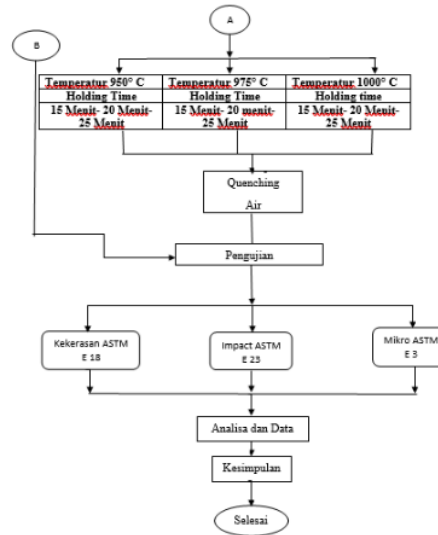 A
B
Temperatur 950° C
Temperatur 975° C
Temperatur 1000° C
Holding Time
Holding Time
Holding time
15 Menit- 20 Menit-
25 Menit
15 Menit- 20 menit-
25 Menit
15 Menit- 20 Menit-
25 Menit
Quenching
Air
Pengujian
Kekerasan ASTM
E 18
Impact ASTM
E 23
Mikro ASTM
E 3
Analisa dan Data
Kesimpulan
Selesai